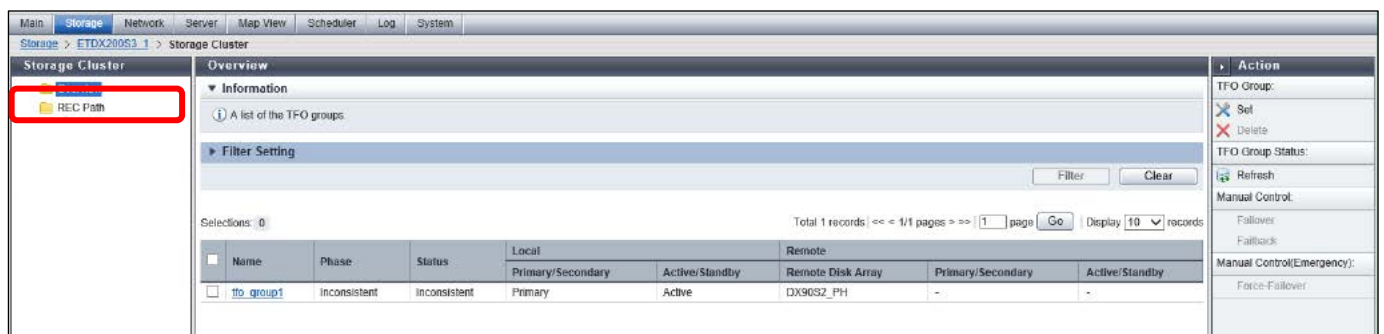 Main Storage Network Server Map View Scheduler Log System
Storage > ETDX200S3_1 > Storage Cluster
Storage Cluster
Overview
REC Path
Overview
Information
A list of the TFO groups.
Filter Setting
Filter Clear
Selections: 0 Total 1 records << < 1/1 pages > >> 1 page Go Display 10 records
Name Phase Status Local Remote
Primary/Secondary Active/Standby Remote Disk Array Primary/Secondary Active/Standby
tfo_group1 Inconsistent Inconsistent Primary Active DX90S2_PH - -
Action
TFO Group:
Set
Delete
TFO Group Status:
Refresh
Manual Control:
Failover
Failback
Manual Control(Emergency):
Force-Failover